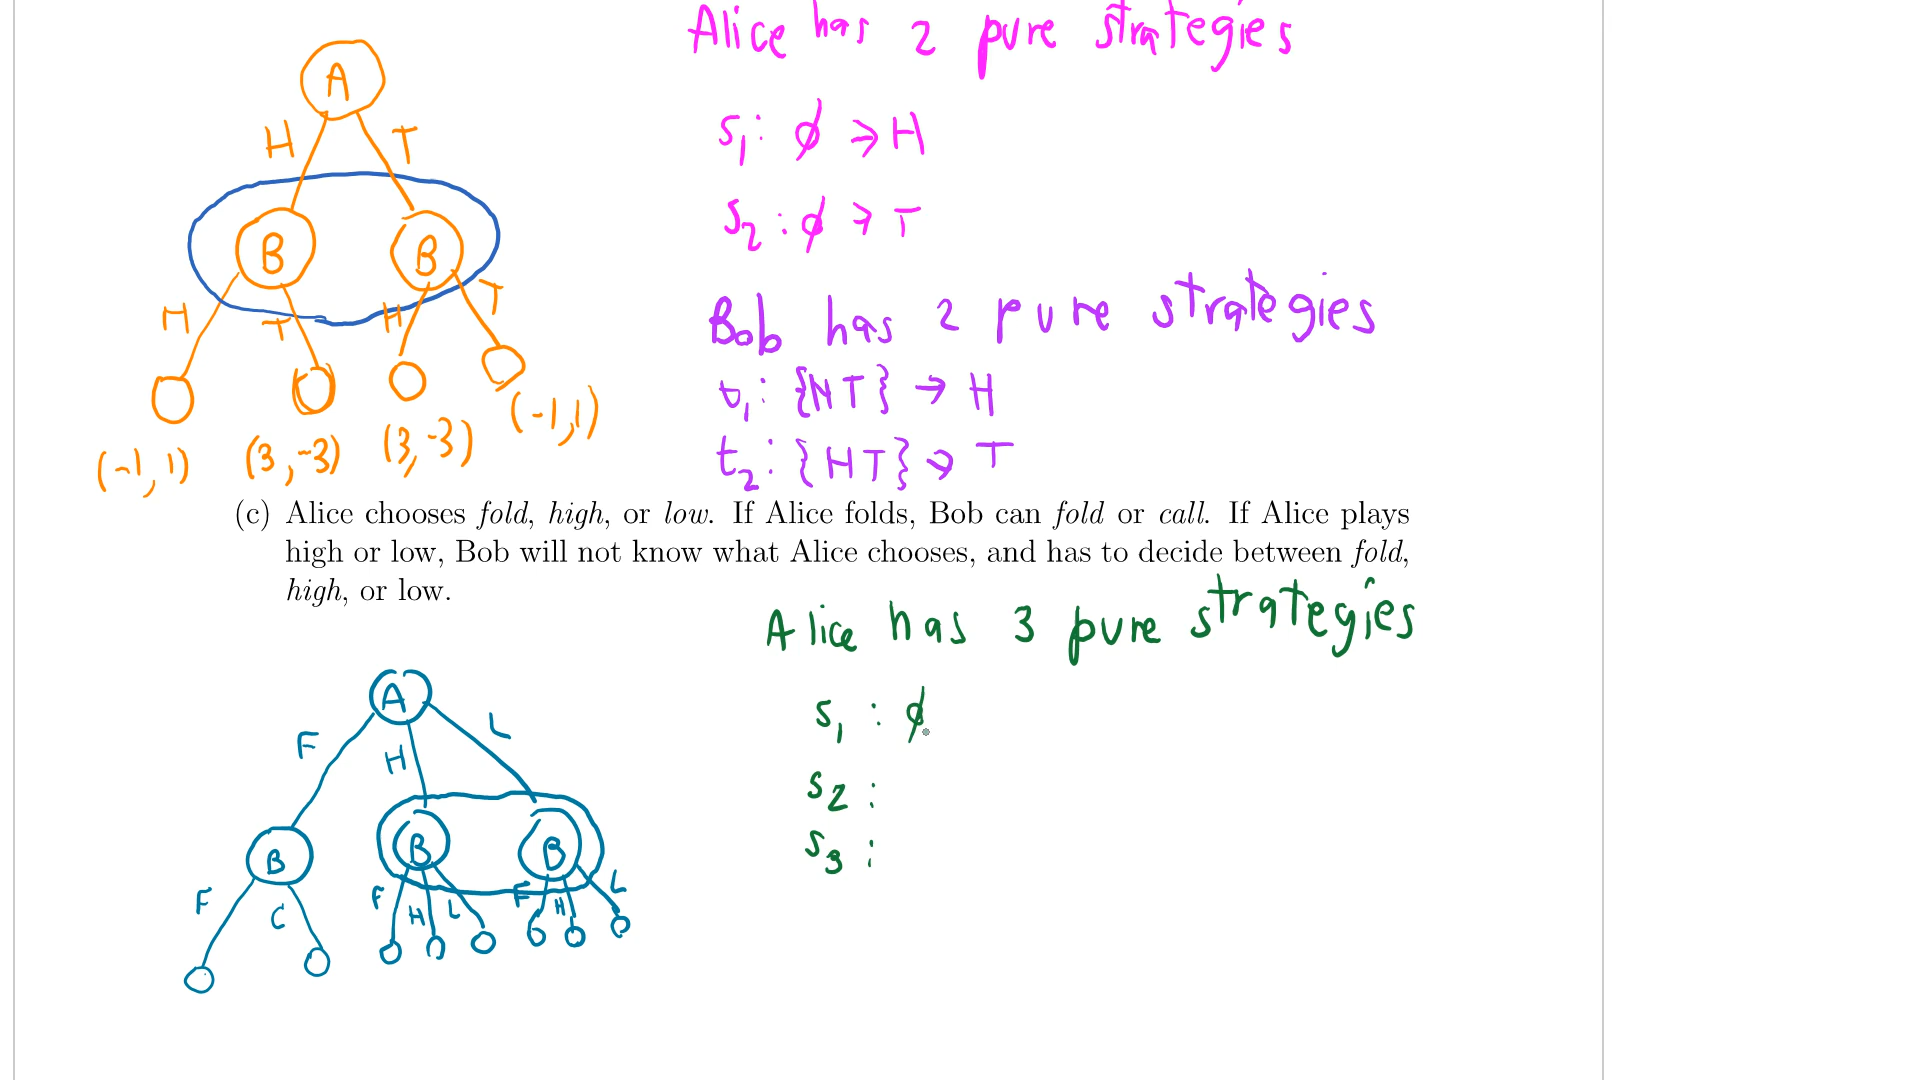 Alice has 2 pure strategies
A
H T
s1: ϕ → H
s2: ϕ → T
B B
H T H T
Bob has 2 pure strategies
t1: {HT} → H
t2: {HT} → T
(-1,1) (3,-3) (3,-3) (-1,1)
(c) Alice chooses fold, high, or low. If Alice folds, Bob can fold or call. If Alice plays
high or low, Bob will not know what Alice chooses, and has to decide between fold,
high, or low.
Alice has 3 pure strategies
A
F H L
s1: ϕ
s2:
s3:
B B B
F C F H L F H L